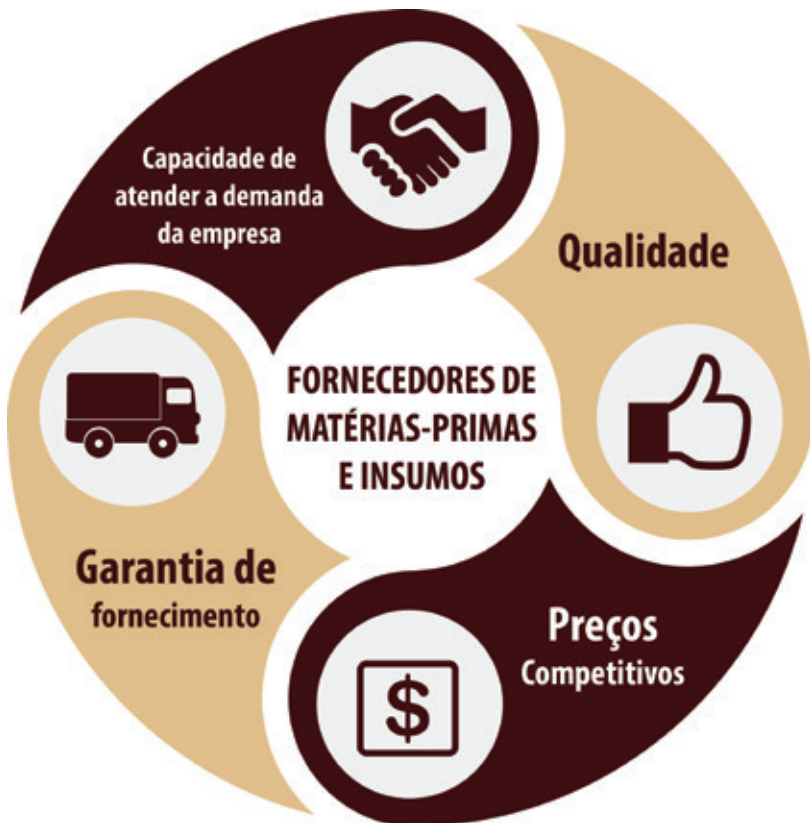 Capacidade de
atender a demanda
da empresa
Qualidade
FORNECEDORES DE
MATÉRIAS-PRIMAS
E INSUMOS
Garantia de
fornecimento
Preços
Competitivos
$